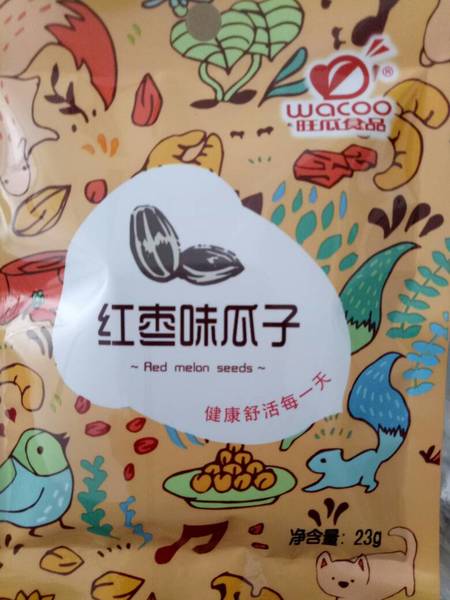 wacoo®
旺瓜食品
红枣味瓜子
~ Red melon seeds ~
健康舒活每一天
净含量: 23g